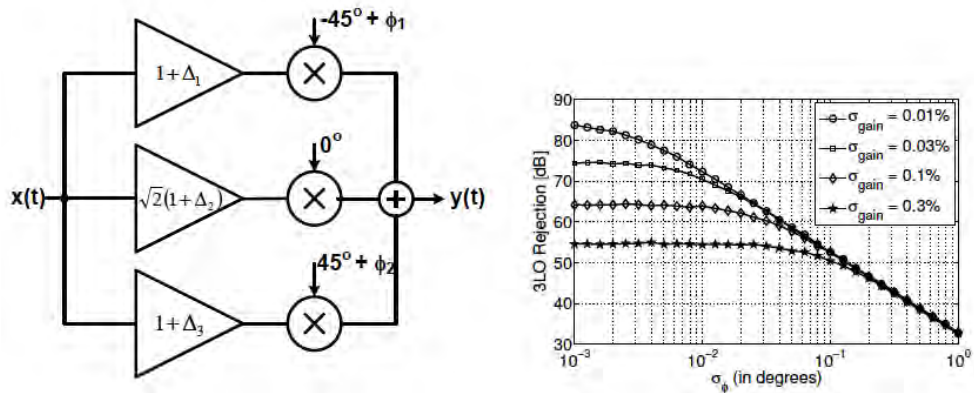 -45° + ϕ₁
1+Δ₁
0°
x(t)
√2(1+Δ₂)
y(t)
45° + ϕ₂
1+Δ₃
3LO Rejection [dB]
90
80
70
60
50
40
30
σgain = 0.01%
σgain = 0.03%
σgain = 0.1%
σgain = 0.3%
10⁻³
10⁻²
10⁻¹
10⁰
σϕ (in degrees)